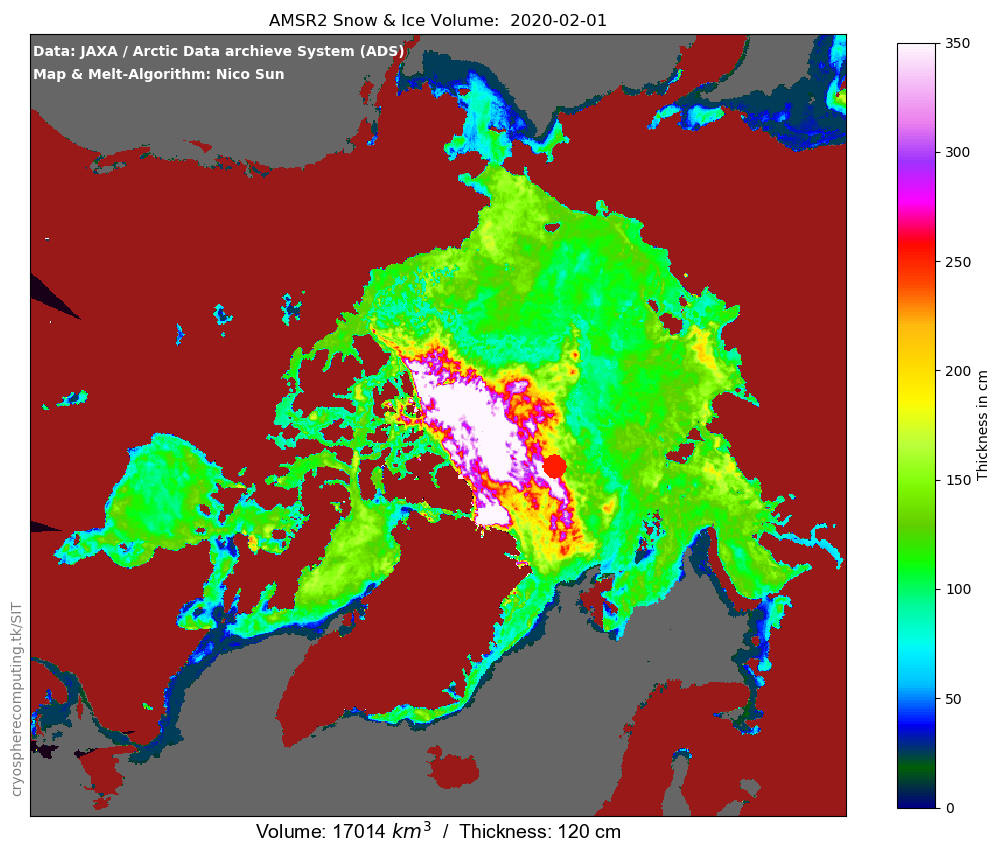 AMSR2 Snow & Ice Volume:  2020-02-01
Data: JAXA / Arctic Data archieve System (ADS)
Map & Melt-Algorithm: Nico Sun
350
300
250
200
150
100
50
0
Thickness in cm
cryospherecomputing.tk/SIT
Volume: 17014 km³  /  Thickness: 120 cm